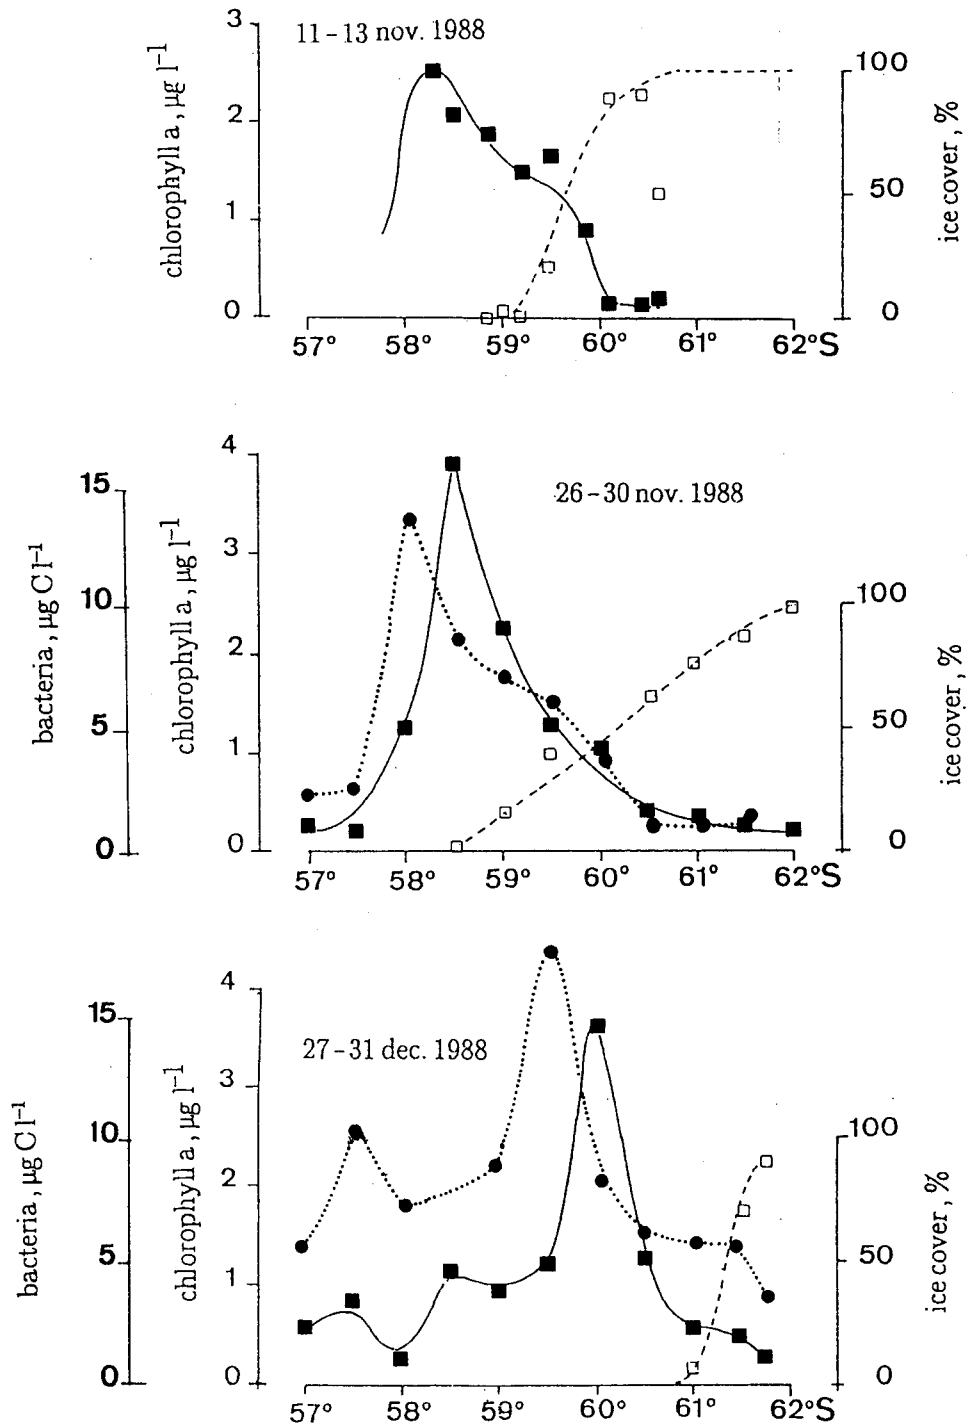 11-13 nov. 1988
3
2
1
0
chlorophyll a, µg l⁻¹
100
50
0
ice cover, %
57° 58° 59° 60° 61° 62°S
26-30 nov. 1988
15
10
5
0
bacteria, µg C l⁻¹
4
3
2
1
0
chlorophyll a, µg l⁻¹
100
50
0
ice cover, %
57° 58° 59° 60° 61° 62°S
27-31 dec. 1988
15
10
5
0
bacteria, µg C l⁻¹
4
3
2
1
0
chlorophyll a, µg l⁻¹
100
50
0
ice cover, %
57° 58° 59° 60° 61° 62°S